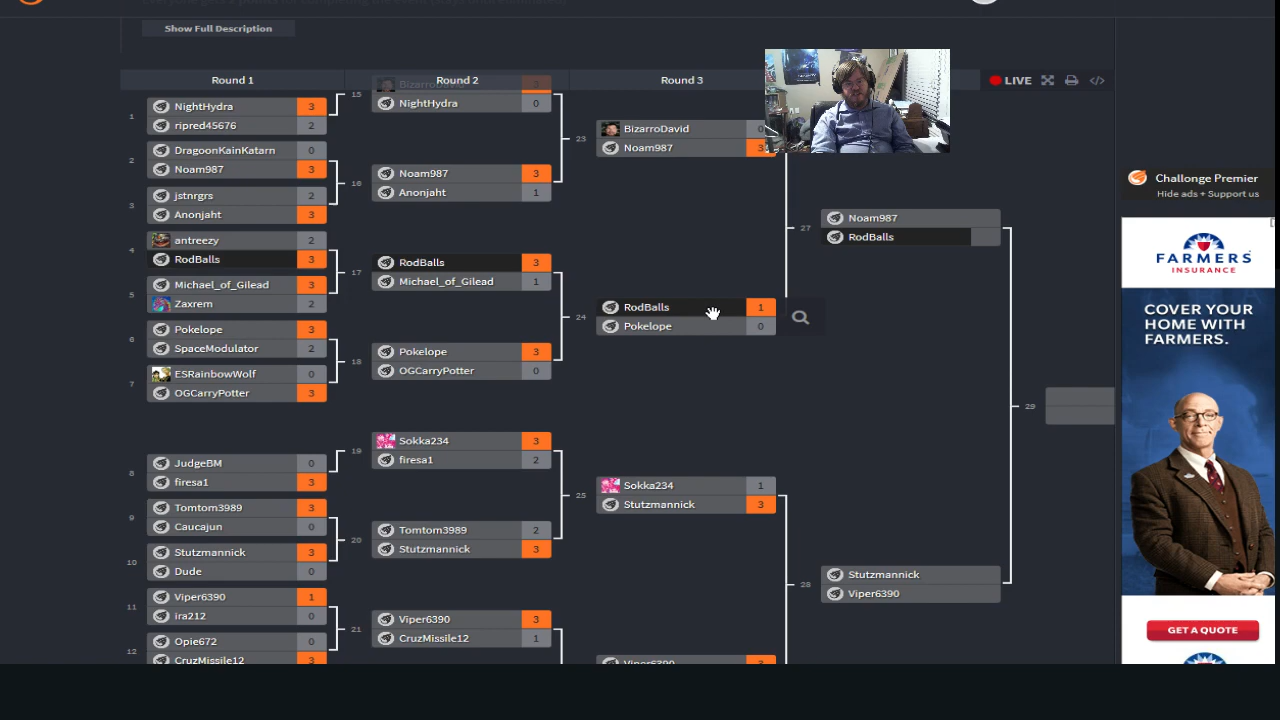 Show Full Description
Round 1
Round 2
Round 3
LIVE
1
NightHydra 3
ripred45676 2
2
DragoonKainKatarn 0
Noam987 3
3
jstnrgrs 2
Anonjaht 3
4
antreezy 2
RodBalls 3
5
Michael_of_Gilead 3
Zaxrem 2
6
Pokelope 3
SpaceModulator 2
7
ESRainbowWolf 0
OGCarryPotter 3
8
JudgeBM 0
firesa1 3
9
Tomtom3989 3
Caucajun 0
10
Stutzmannick 3
Dude 0
11
Viper6390 1
ira212 0
12
Opie672 0
CruzMissile12 3
15
BizarroDavid
NightHydra 0
16
Noam987 3
Anonjaht 1
17
RodBalls 3
Michael_of_Gilead 1
18
Pokelope 3
OGCarryPotter 0
19
Sokka234 3
firesa1 2
20
Tomtom3989 2
Stutzmannick 3
21
Viper6390 3
CruzMissile12 1
23
BizarroDavid 0
Noam987 3
24
RodBalls 1
Pokelope 0
25
Sokka234 1
Stutzmannick 3
Viper6390 3
27
Noam987
RodBalls
28
Stutzmannick
Viper6390
29
Challonge Premier
Hide ads + Support us
FARMERS
INSURANCE
COVER YOUR
HOME WITH
FARMERS.
GET A QUOTE